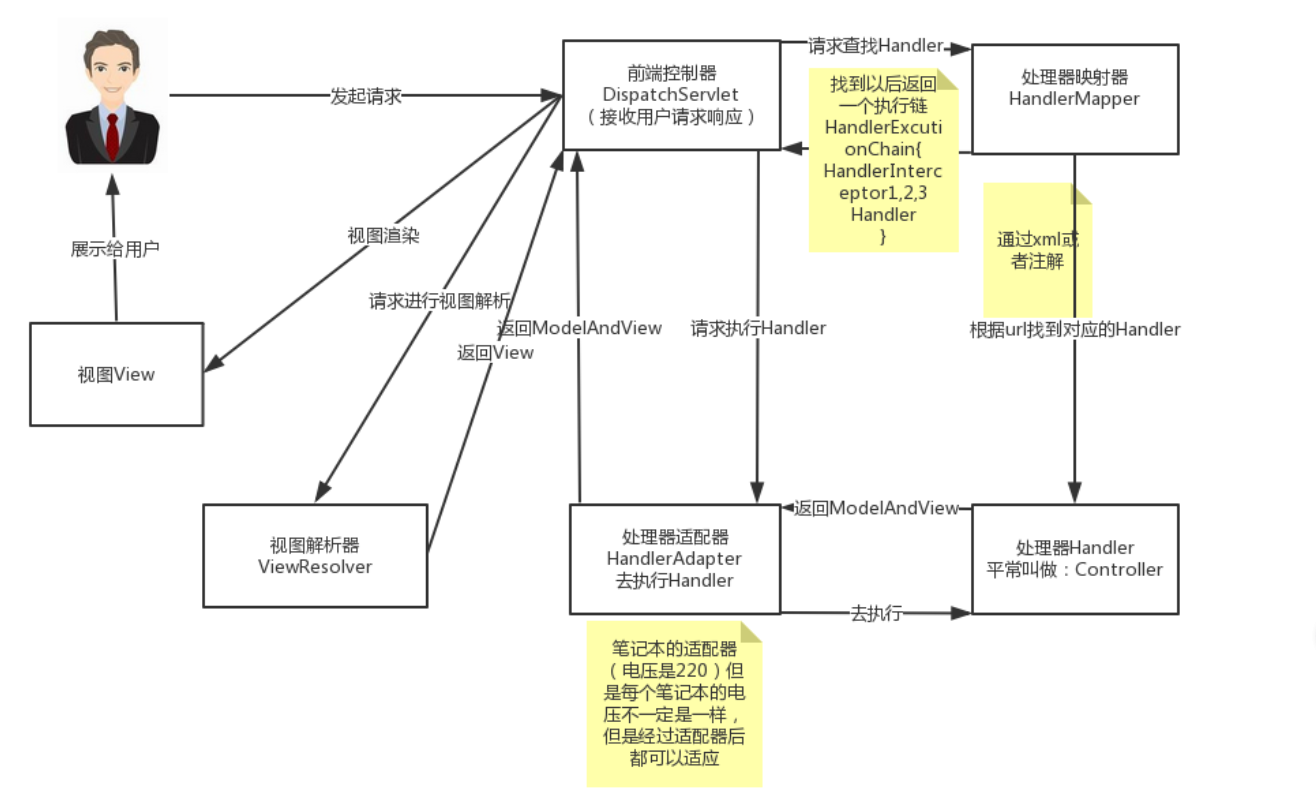 发起请求
前端控制器
DispatchServlet
（接收用户请求响应）
请求查找Handler
处理器映射器
HandlerMapper
找到以后返回
一个执行链
HandlerExcuti
onChain{
HandlerInterc
eptor1,2,3
Handler
}
通过xml或
者注解
展示给用户
视图渲染
请求进行视图解析
返回View
返回ModelAndView
请求执行Handler
根据url找到对应的Handler
视图View
视图解析器
ViewResolver
处理器适配器
HandlerAdapter
去执行Handler
返回ModelAndView
去执行
处理器Handler
平常叫做：Controller
笔记本的适配器
（电压是220）但
是每个笔记本的电
压不一定是一样，
但是经过适配器后
都可以适应